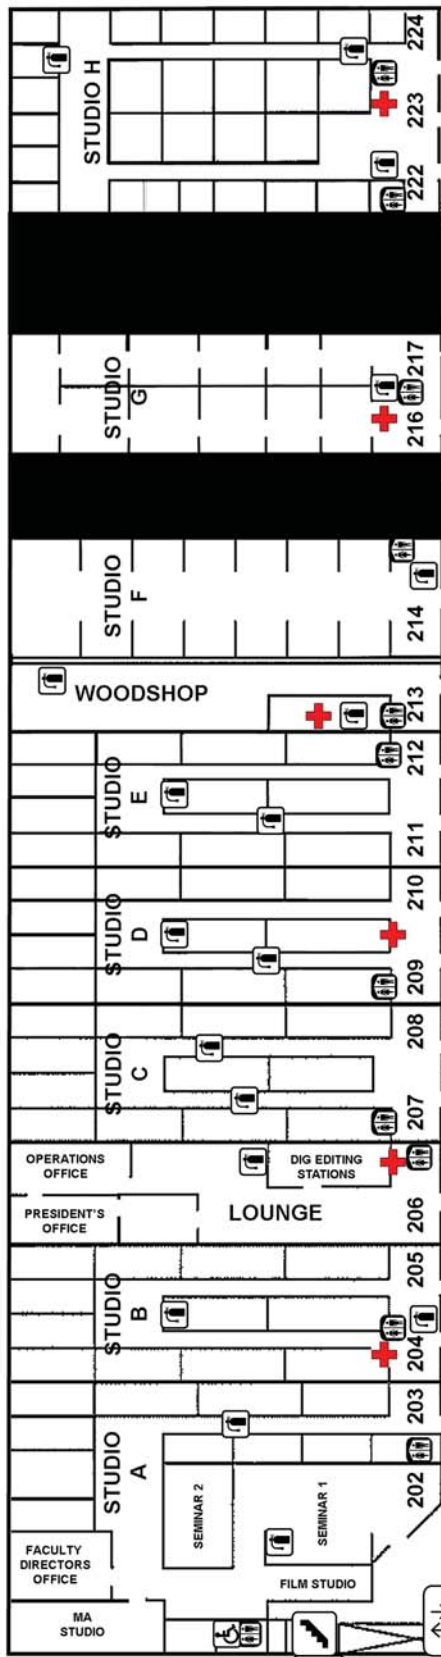 224
STUDIO H
223
222
217
STUDIO
G
216
STUDIO
F
214
WOODSHOP
213
212
STUDIO
E
211
210
STUDIO
D
209
208
STUDIO
C
207
OPERATIONS
OFFICE
DIG EDITING
STATIONS
PRESIDENT'S
OFFICE
LOUNGE
206
205
STUDIO
B
204
203
STUDIO
A
202
SEMINAR 2
SEMINAR 1
FACULTY
DIRECTORS
OFFICE
FILM STUDIO
MA
STUDIO